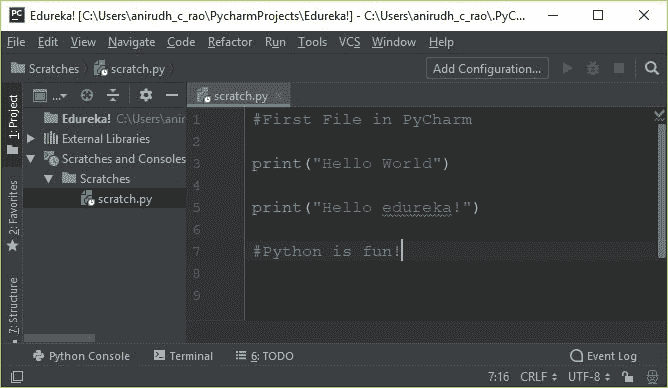 PC Edureka! [C:\Users\anirudh_c_rao\PycharmProjects\Edureka!] - C:\Users\anirudh_c_rao\.PyC...
File Edit View Navigate Code Refactor Run Tools VCS Window Help
Scratches scratch.py Add Configuration...
1: Project
2: Favorites
7: Structure
...
Edureka! C:\Users\anir
External Libraries
Scratches and Consoles
Scratches
scratch.py
scratch.py
1 #First File in PyCharm
2
3 print("Hello World")
4
5 print("Hello edureka!")
6
7 #Python is fun!
8
9
Python Console Terminal 6: TODO Event Log
7:16 CRLF UTF-8